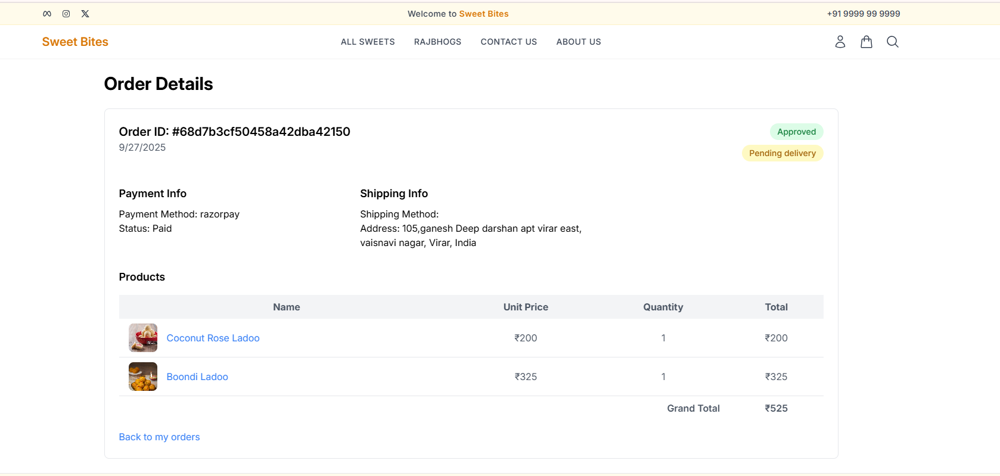 Welcome to Sweet Bites
+91 9999 99 9999
Sweet Bites
ALL SWEETS RAJBHOGS CONTACT US ABOUT US
Order Details
Order ID: #68d7b3cf50458a42dba42150
Approved
9/27/2025
Pending delivery
Payment Info
Payment Method: razorpay
Status: Paid
Shipping Info
Shipping Method:
Address: 105,ganesh Deep darshan apt virar east,
vaisnavi nagar, Virar, India
Products
Name Unit Price Quantity Total
Coconut Rose Ladoo ₹200 1 ₹200
Boondi Ladoo ₹325 1 ₹325
Grand Total ₹525
Back to my orders